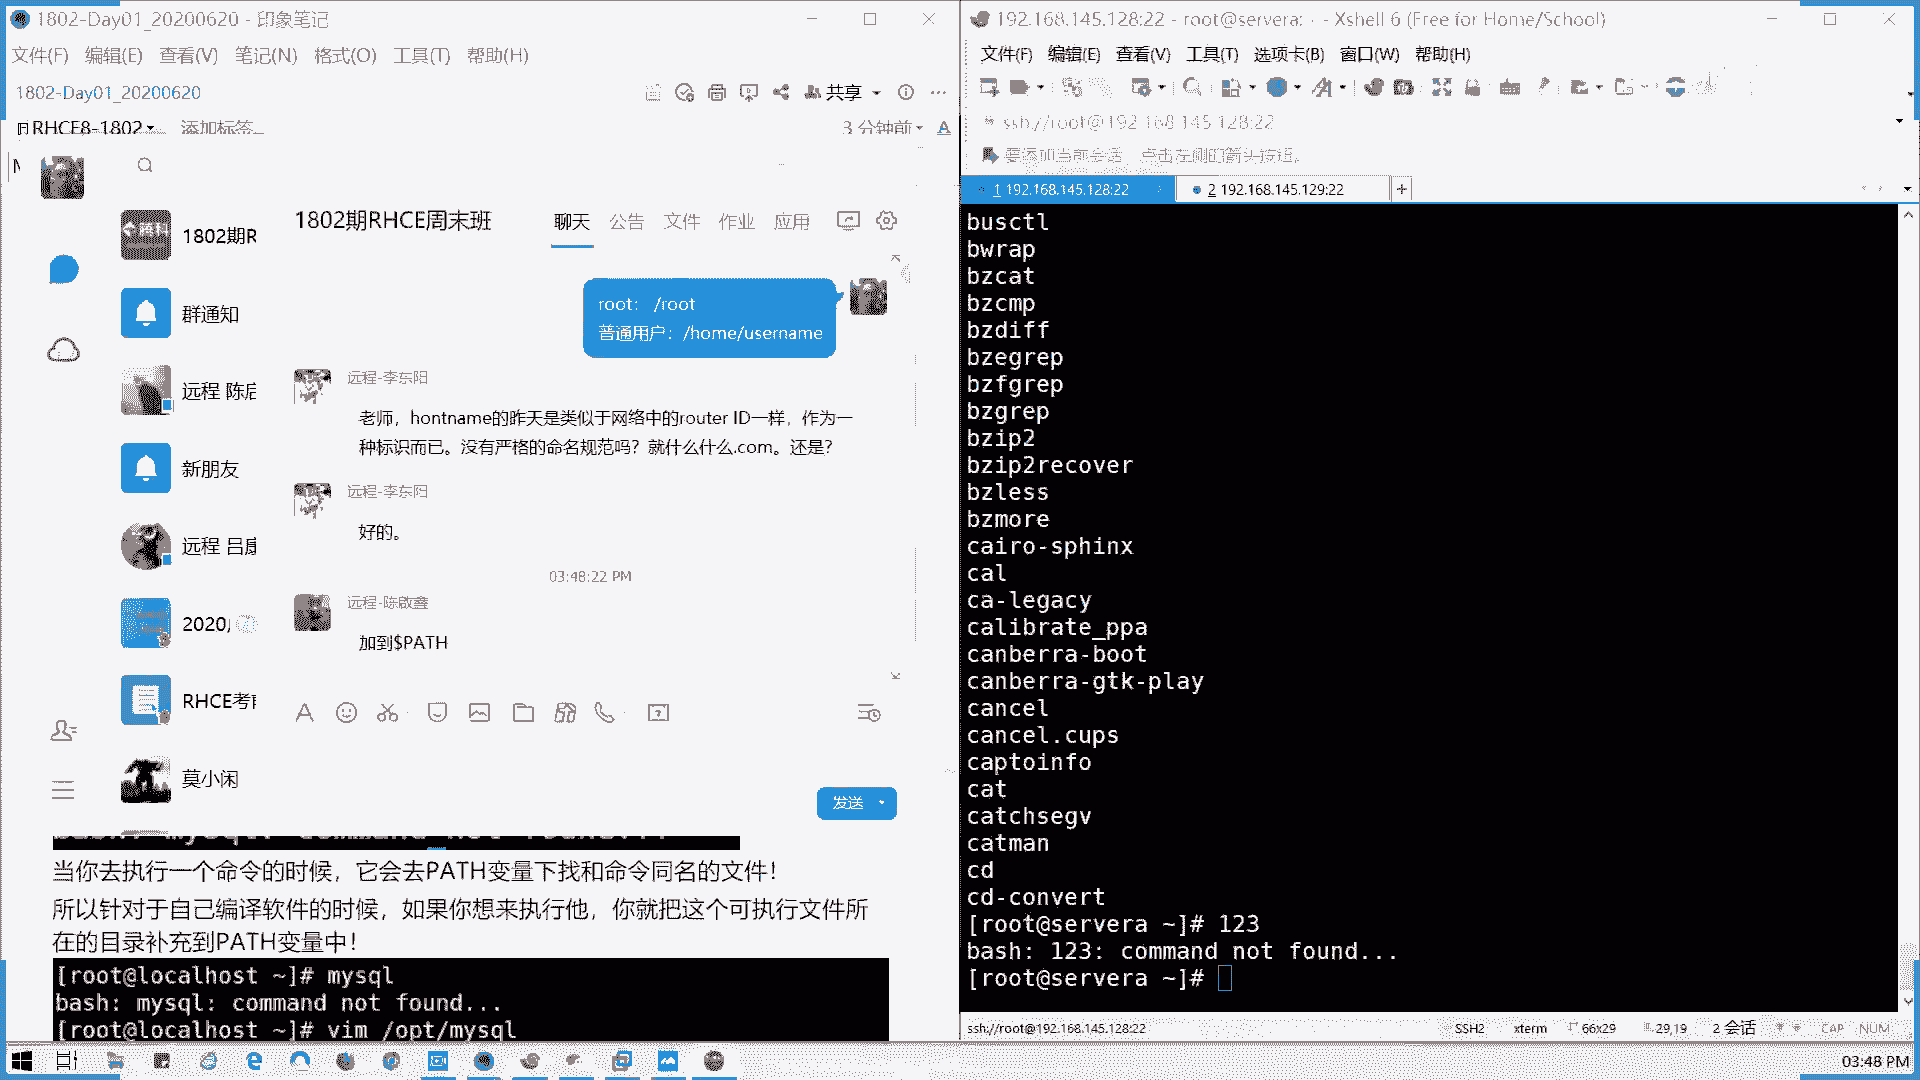 1802-Day01_20200620 - 印象笔记
文件(F) 编辑(E) 查看(V) 笔记(N) 格式(O) 工具(T) 帮助(H)
1802-Day01_20200620
共享
RHCE8-1802
添加标签...
3 分钟前
1802期R
群通知
远程 陈启
新朋友
远程 吕康
2020,
RHCE考
莫小闲
1802期RHCE周末班
聊天 公告 文件 作业 应用
root: /root
普通用户: /home/username
远程-李东阳
老师，hontname的昨天是类似于网络中的router ID一样，作为一
种标识而已。没有严格的命名规范吗？就什么什么.com。还是？
远程-李东阳
好的。
03:48:22 PM
远程-陈啟鑫
加到$PATH
发送
当你去执行一个命令的时候，它会去PATH变量下找和命令同名的文件！
所以针对于自己编译软件的时候，如果你想来执行他，你就把这个可执行文件所
在的目录补充到PATH变量中！
[root@localhost ~]# mysql
bash: mysql: command not found...
[root@localhost ~]# vim /opt/mysql
192.168.145.128:22 - root@servera: ~ - Xshell 6 (Free for Home/School)
文件(F) 编辑(E) 查看(V) 工具(T) 选项卡(B) 窗口(W) 帮助(H)
ssh://root@192.168.145.128:22
要添加当前会话，点击左侧的箭头按钮。
1 192.168.145.128:22
2 192.168.145.129:22
busctl
bwrap
bzcat
bzcmp
bzdiff
bzegrep
bzfgrep
bzgrep
bzip2
bzip2recover
bzless
bzmore
cairo-sphinx
cal
ca-legacy
calibrate_ppa
canberra-boot
canberra-gtk-play
cancel
cancel.cups
captoinfo
cat
catchsegv
catman
cd
cd-convert
[root@servera ~]# 123
bash: 123: command not found...
[root@servera ~]#
ssh://root@192.168.145.128:22
SSH2 xterm 66x29 29,19 2 会话 CAP NUM
03:48 PM